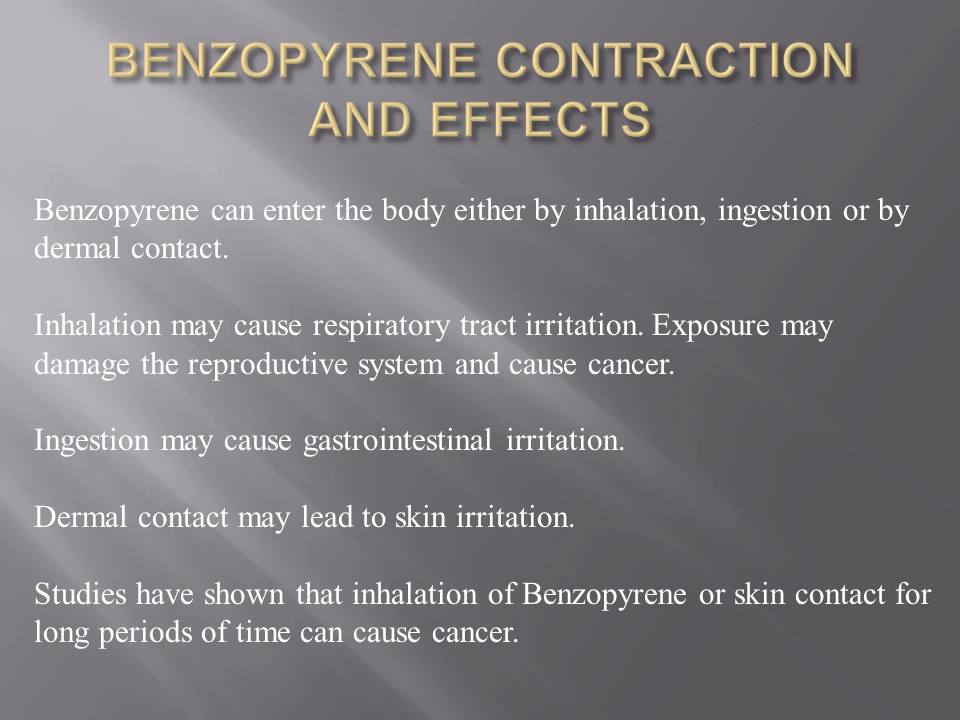 BENZOPYRENE CONTRACTION
AND EFFECTS
Benzopyrene can enter the body either by inhalation, ingestion or by
dermal contact.
Inhalation may cause respiratory tract irritation. Exposure may
damage the reproductive system and cause cancer.
Ingestion may cause gastrointestinal irritation.
Dermal contact may lead to skin irritation.
Studies have shown that inhalation of Benzopyrene or skin contact for
long periods of time can cause cancer.